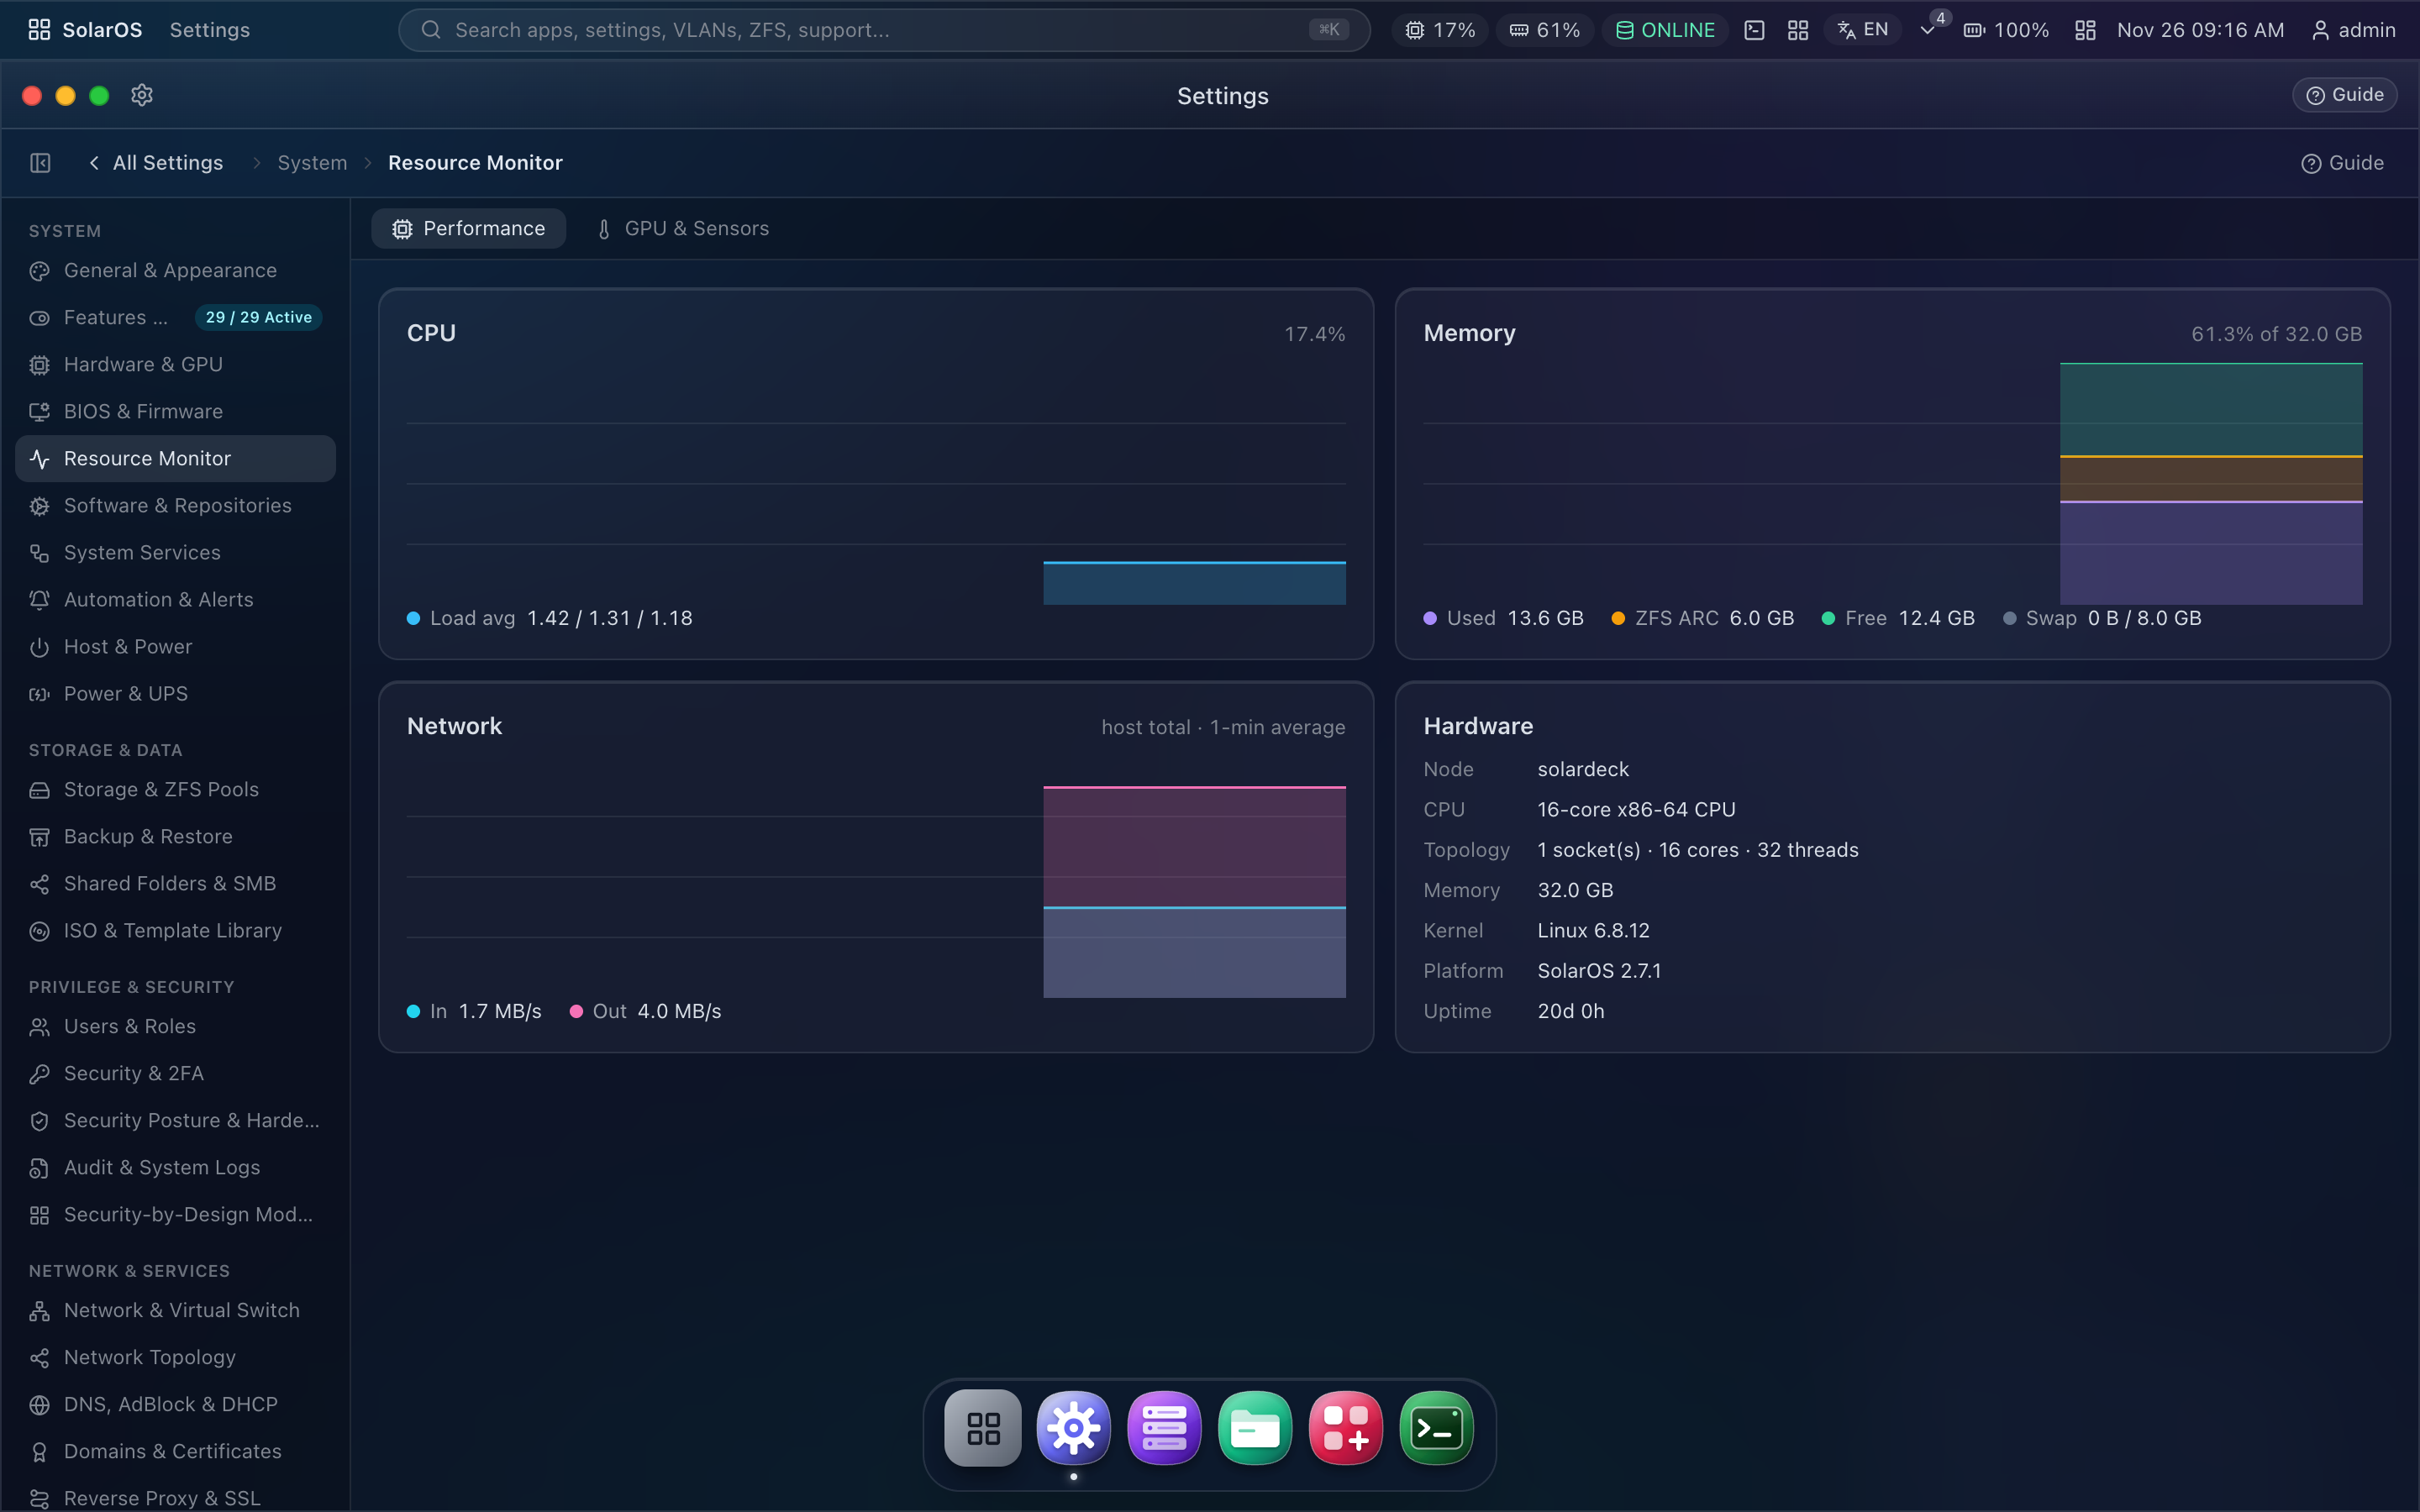 SolarOS Settings Search apps, settings, VLANs, ZFS, support... ⌘K 17% 61% ONLINE EN 4 100% Nov 26 09:16 AM admin
Settings Guide
All Settings System Resource Monitor Guide
SYSTEM
General & Appearance
Features ... 29 / 29 Active
Hardware & GPU
BIOS & Firmware
Resource Monitor
Software & Repositories
System Services
Automation & Alerts
Host & Power
Power & UPS
STORAGE & DATA
Storage & ZFS Pools
Backup & Restore
Shared Folders & SMB
ISO & Template Library
PRIVILEGE & SECURITY
Users & Roles
Security & 2FA
Security Posture & Harde...
Audit & System Logs
Security-by-Design Mod...
NETWORK & SERVICES
Network & Virtual Switch
Network Topology
DNS, AdBlock & DHCP
Domains & Certificates
Reverse Proxy & SSL
Performance GPU & Sensors
CPU 17.4%
Load avg 1.42 / 1.31 / 1.18
Memory 61.3% of 32.0 GB
Used 13.6 GB ZFS ARC 6.0 GB Free 12.4 GB Swap 0 B / 8.0 GB
Network host total · 1-min average
In 1.7 MB/s Out 4.0 MB/s
Hardware
Node solardeck
CPU 16-core x86-64 CPU
Topology 1 socket(s) · 16 cores · 32 threads
Memory 32.0 GB
Kernel Linux 6.8.12
Platform SolarOS 2.7.1
Uptime 20d 0h